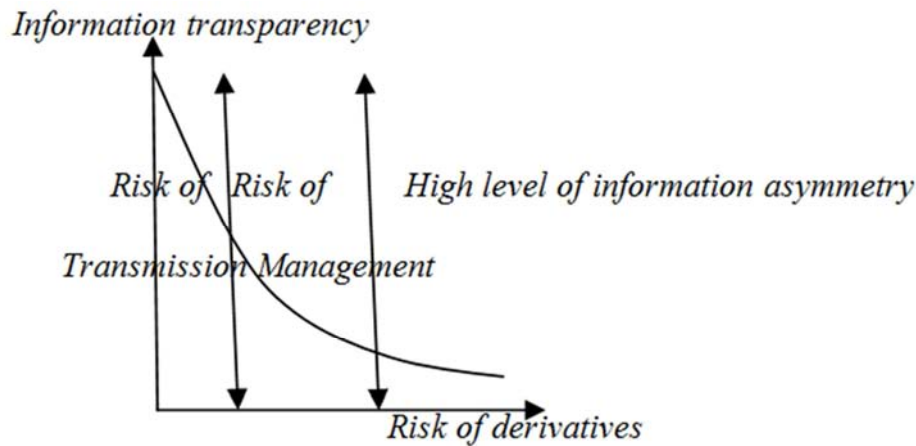 Information transparency
Risk of Risk of High level of information asymmetry
Transmission Management
Risk of derivatives